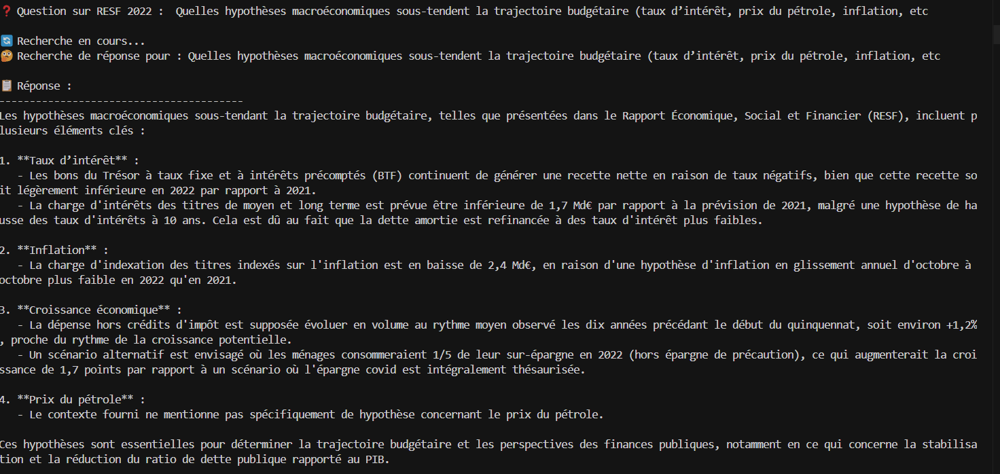 ❓ Question sur RESF 2022 :  Quelles hypothèses macroéconomiques sous-tendent la trajectoire budgétaire (taux d’intérêt, prix du pétrole, inflation, etc
🔄 Recherche en cours...
🤔 Recherche de réponse pour : Quelles hypothèses macroéconomiques sous-tendent la trajectoire budgétaire (taux d’intérêt, prix du pétrole, inflation, etc
📋 Réponse :
----------------------------------------
Les hypothèses macroéconomiques sous-tendant la trajectoire budgétaire, telles que présentées dans le Rapport Économique, Social et Financier (RESF), incluent p
lusieurs éléments clés :
1. **Taux d’intérêt** :
- Les bons du Trésor à taux fixe et à intérêts précomptés (BTF) continuent de générer une recette nette en raison de taux négatifs, bien que cette recette so
it légèrement inférieure en 2022 par rapport à 2021.
- La charge d'intérêts des titres de moyen et long terme est prévue être inférieure de 1,7 Md€ par rapport à la prévision de 2021, malgré une hypothèse de ha
usse des taux d'intérêts à 10 ans. Cela est dû au fait que la dette amortie est refinancée à des taux d'intérêt plus faibles.
2. **Inflation** :
- La charge d'indexation des titres indexés sur l'inflation est en baisse de 2,4 Md€, en raison d'une hypothèse d'inflation en glissement annuel d'octobre à
octobre plus faible en 2022 qu'en 2021.
3. **Croissance économique** :
- La dépense hors crédits d'impôt est supposée évoluer en volume au rythme moyen observé les dix années précédant le début du quinquennat, soit environ +1,2%
, proche du rythme de la croissance potentielle.
- Un scénario alternatif est envisagé où les ménages consommeraient 1/5 de leur sur-épargne en 2022 (hors épargne de précaution), ce qui augmenterait la croi
ssance de 1,7 points par rapport à un scénario où l'épargne covid est intégralement thésaurisée.
4. **Prix du pétrole** :
- Le contexte fourni ne mentionne pas spécifiquement de hypothèse concernant le prix du pétrole.
Ces hypothèses sont essentielles pour déterminer la trajectoire budgétaire et les perspectives des finances publiques, notamment en ce qui concerne la stabilisa
tion et la réduction du ratio de dette publique rapporté au PIB.